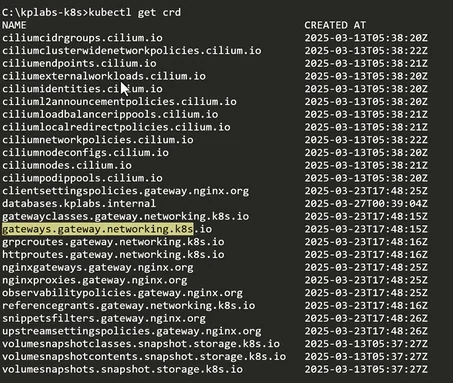 C:\kplabs-k8s>kubectl get crd
NAME CREATED AT
ciliumcidrgroups.cilium.io 2025-03-13T05:38:20Z
ciliumclusterwidenetworkpolicies.cilium.io 2025-03-13T05:38:22Z
ciliumendpoints.cilium.io 2025-03-13T05:38:21Z
ciliumexternalworkloads.cilium.io 2025-03-13T05:38:21Z
ciliumidentities.cilium.io 2025-03-13T05:38:20Z
ciliuml2announcementpolicies.cilium.io 2025-03-13T05:38:20Z
ciliumloadbalancerippools.cilium.io 2025-03-13T05:38:21Z
ciliumlocalredirectpolicies.cilium.io 2025-03-13T05:38:21Z
ciliumnetworkpolicies.cilium.io 2025-03-13T05:38:22Z
ciliumnodeconfigs.cilium.io 2025-03-13T05:38:20Z
ciliumnodes.cilium.io 2025-03-13T05:38:21Z
ciliumpodippools.cilium.io 2025-03-13T05:38:21Z
clientsettingspolicies.gateway.nginx.org 2025-03-23T17:48:25Z
databases.kplabs.internal 2025-03-27T00:39:04Z
gatewayclasses.gateway.networking.k8s.io 2025-03-23T17:48:15Z
gateways.gateway.networking.k8s.io 2025-03-23T17:48:15Z
grpcroutes.gateway.networking.k8s.io 2025-03-23T17:48:16Z
httproutes.gateway.networking.k8s.io 2025-03-23T17:48:16Z
nginxgateways.gateway.nginx.org 2025-03-23T17:48:25Z
nginxproxies.gateway.nginx.org 2025-03-23T17:48:25Z
observabilitypolicies.gateway.nginx.org 2025-03-23T17:48:26Z
referencegrants.gateway.networking.k8s.io 2025-03-23T17:48:16Z
snippetsfilters.gateway.nginx.org 2025-03-23T17:48:26Z
upstreamsettingspolicies.gateway.nginx.org 2025-03-23T17:48:26Z
volumesnapshotclasses.snapshot.storage.k8s.io 2025-03-13T05:37:27Z
volumesnapshotcontents.snapshot.storage.k8s.io 2025-03-13T05:37:27Z
volumesnapshots.snapshot.storage.k8s.io 2025-03-13T05:37:27Z